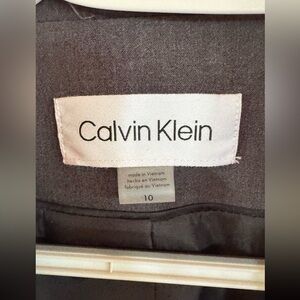 Calvin Klein
made in Vietnam
hecho en Vietnam
fabriqué au Vietnam
10